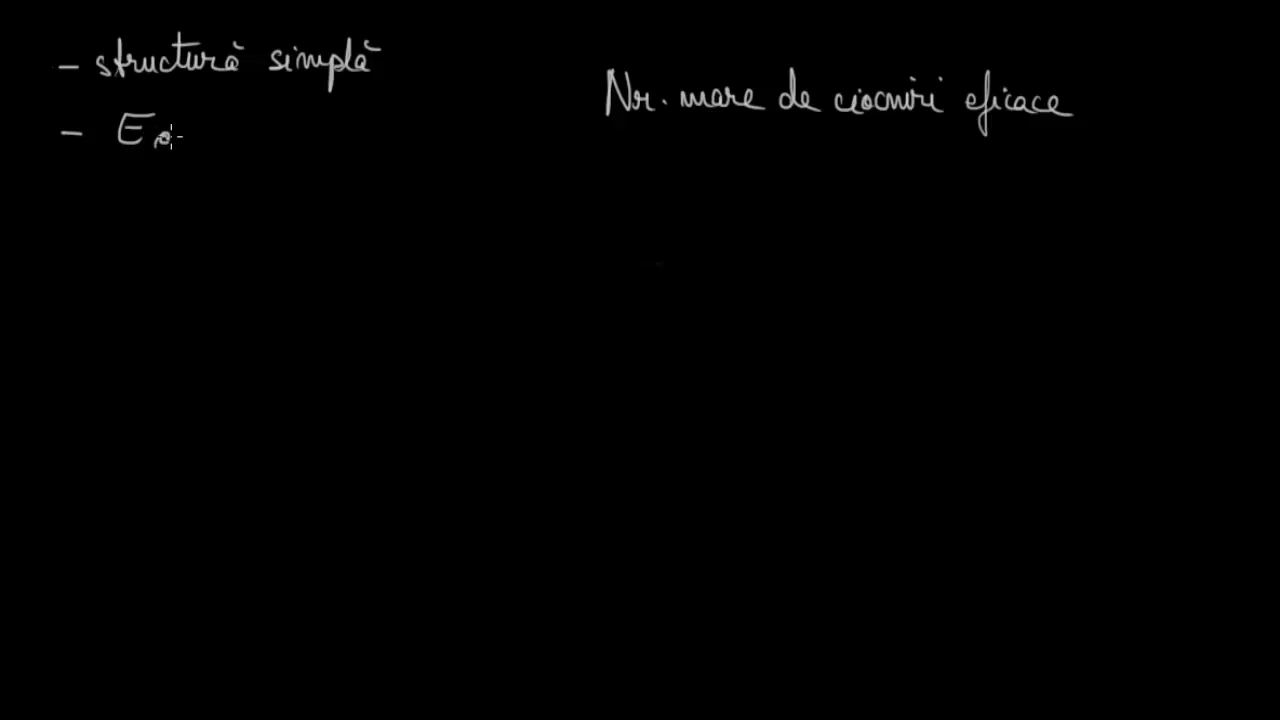 - structură simplă
Nr. mare de ciocniri eficace
- E